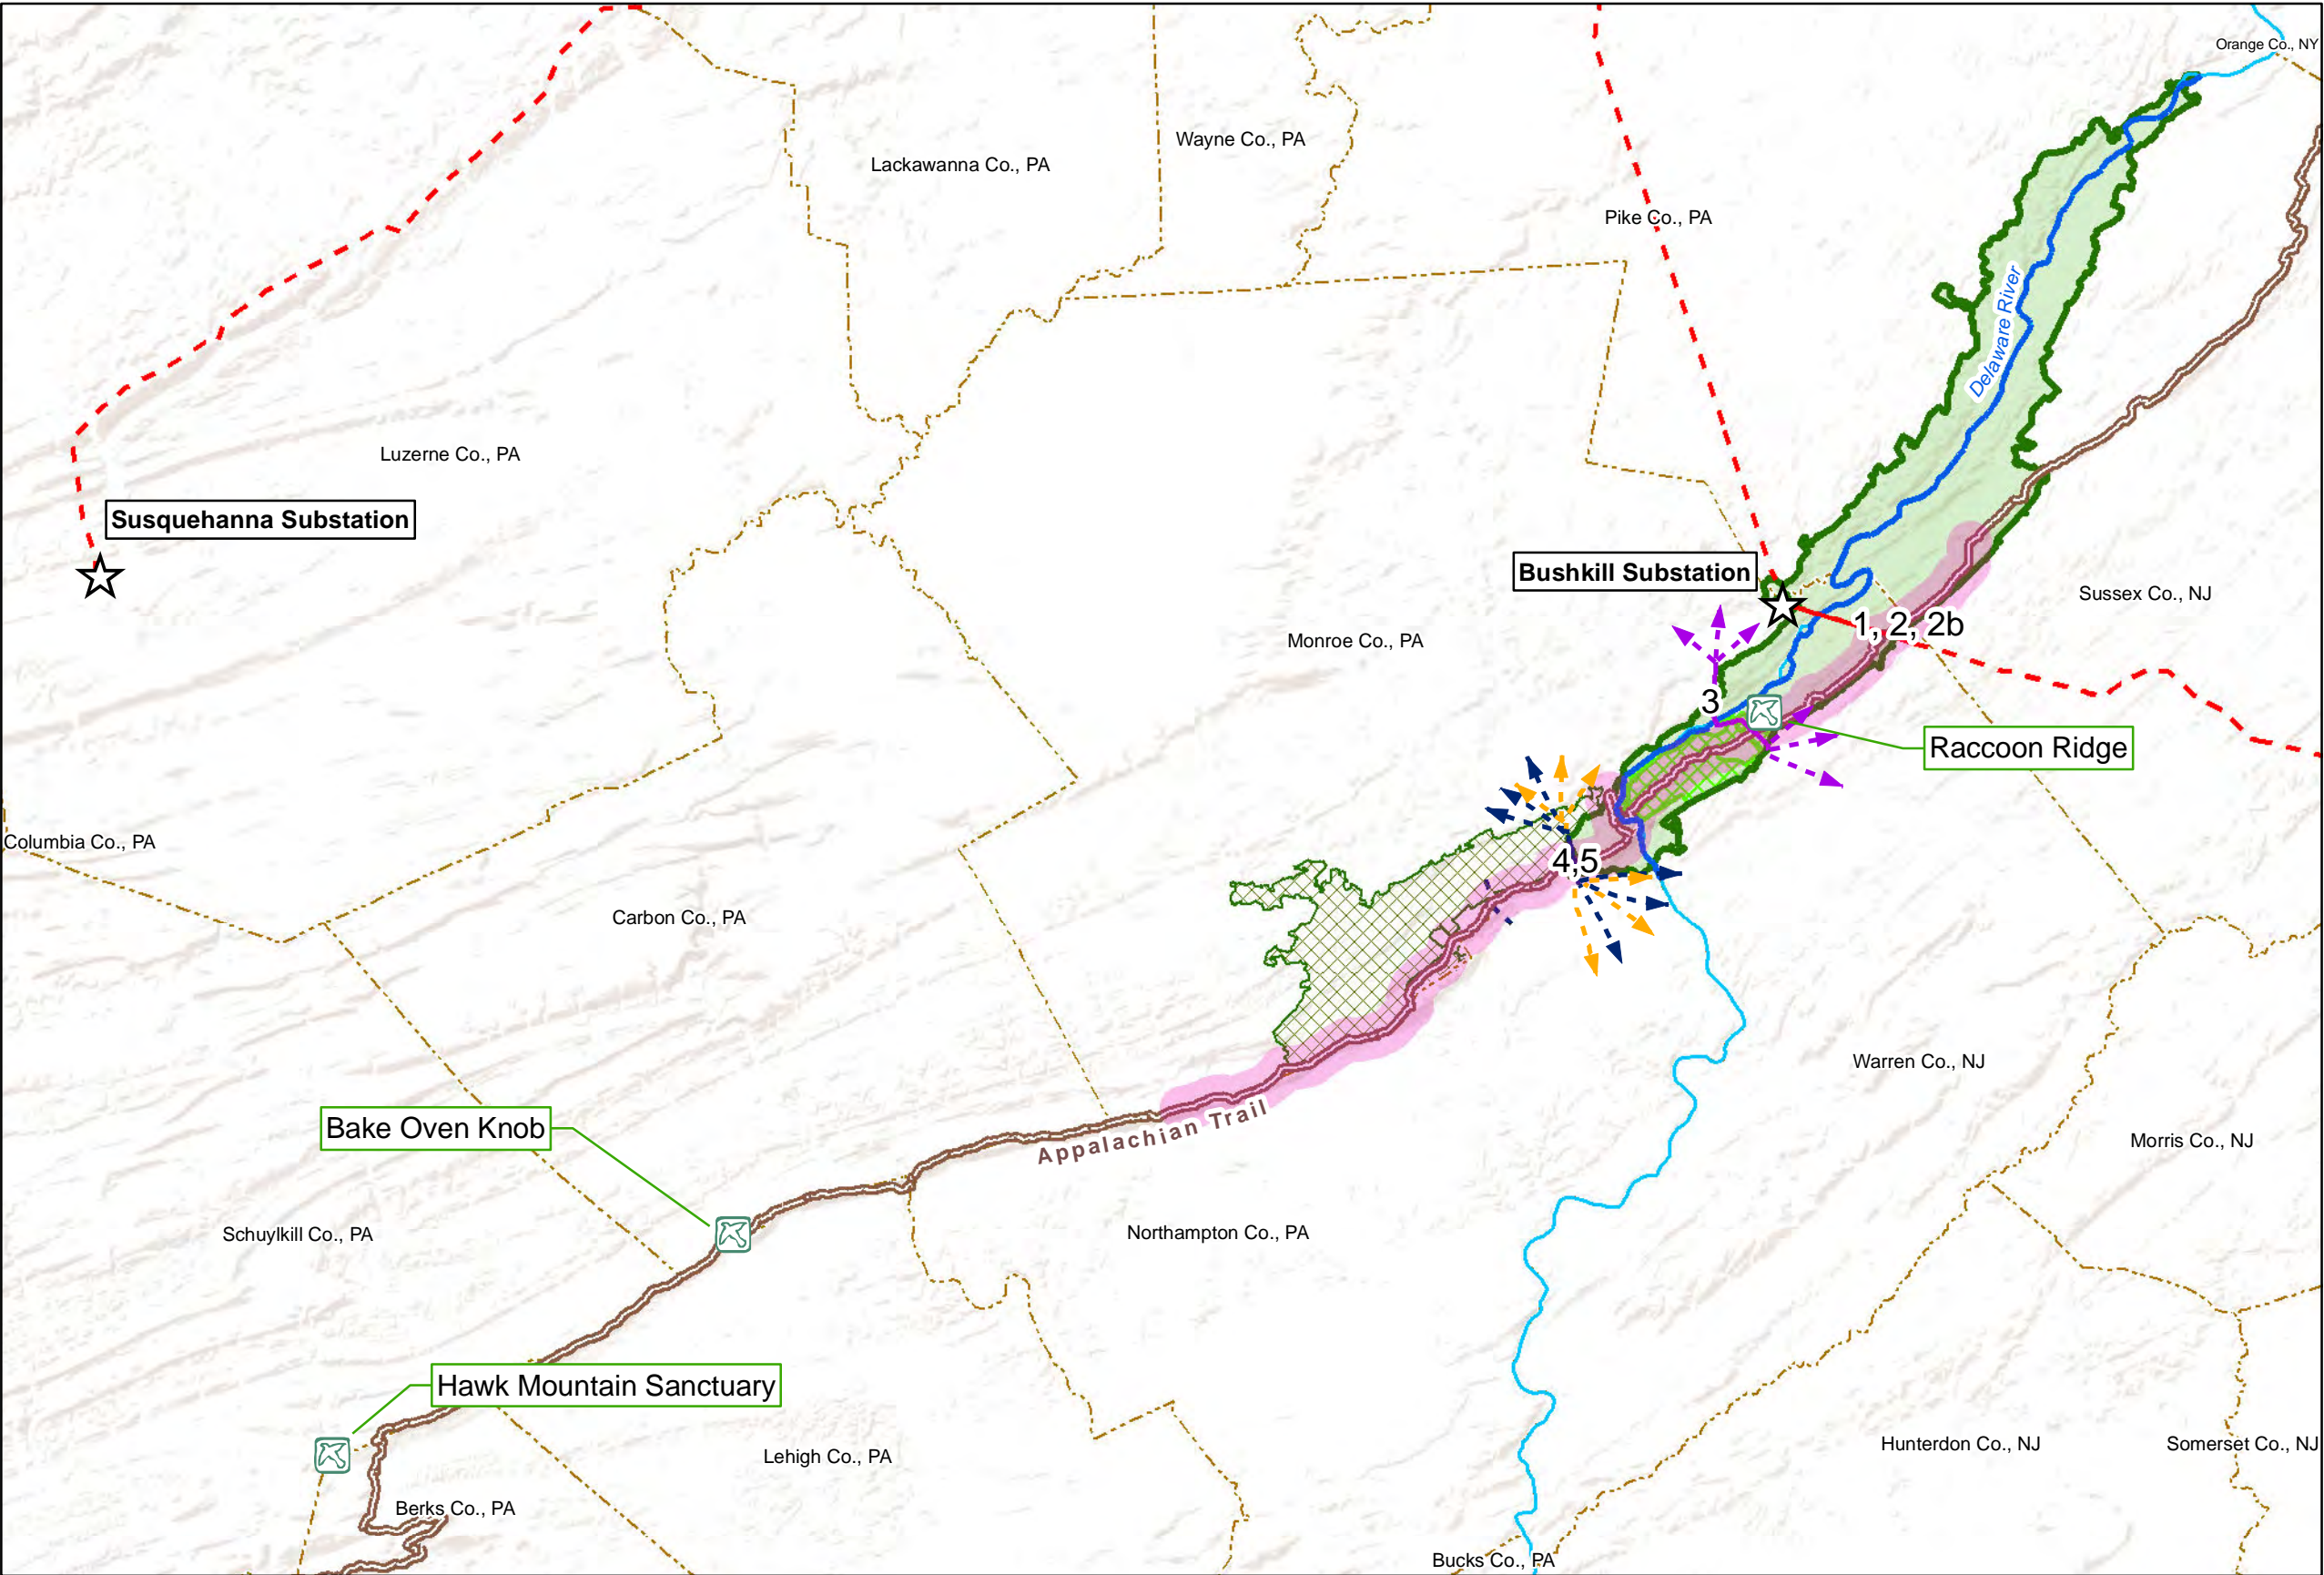 Orange Co., NY
Wayne Co., PA
Lackawanna Co., PA
Pike Co., PA
Delaware River
Luzerne Co., PA
Susquehanna Substation
Bushkill Substation
Sussex Co., NJ
1, 2, 2b
Monroe Co., PA
3
Raccoon Ridge
Columbia Co., PA
4,5
Carbon Co., PA
Warren Co., NJ
Bake Oven Knob
Appalachian Trail
Morris Co., NJ
Schuylkill Co., PA
Northampton Co., PA
Hawk Mountain Sanctuary
Lehigh Co., PA
Hunterdon Co., NJ
Somerset Co., NJ
Berks Co., PA
Bucks Co., PA